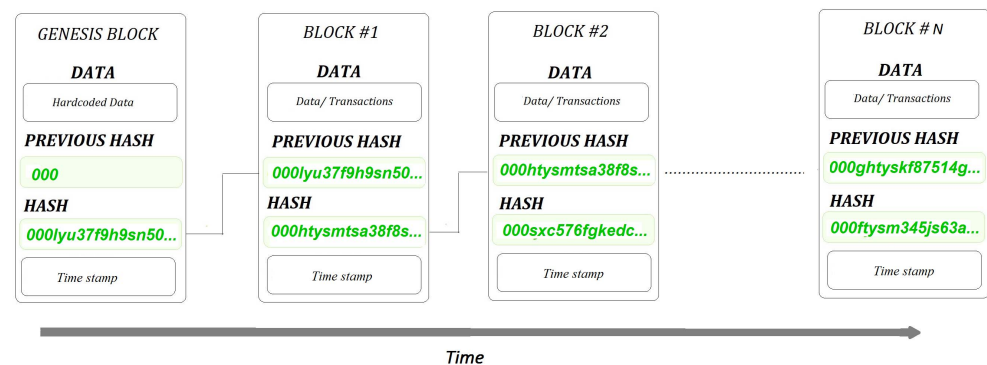 GENESIS BLOCK
DATA
Hardcoded Data
PREVIOUS HASH
000
HASH
000lyu37f9h9sn50...
Time stamp
BLOCK #1
DATA
Data/ Transactions
PREVIOUS HASH
000lyu37f9h9sn50...
HASH
000htysmtsa38f8s...
Time stamp
BLOCK #2
DATA
Data/ Transactions
PREVIOUS HASH
000htysmtsa38f8s...
HASH
000sxc576fgkedc...
Time stamp
BLOCK # N
DATA
Data/ Transactions
PREVIOUS HASH
000ghtyskf87514g...
HASH
000ftysm345js63a...
Time stamp
Time